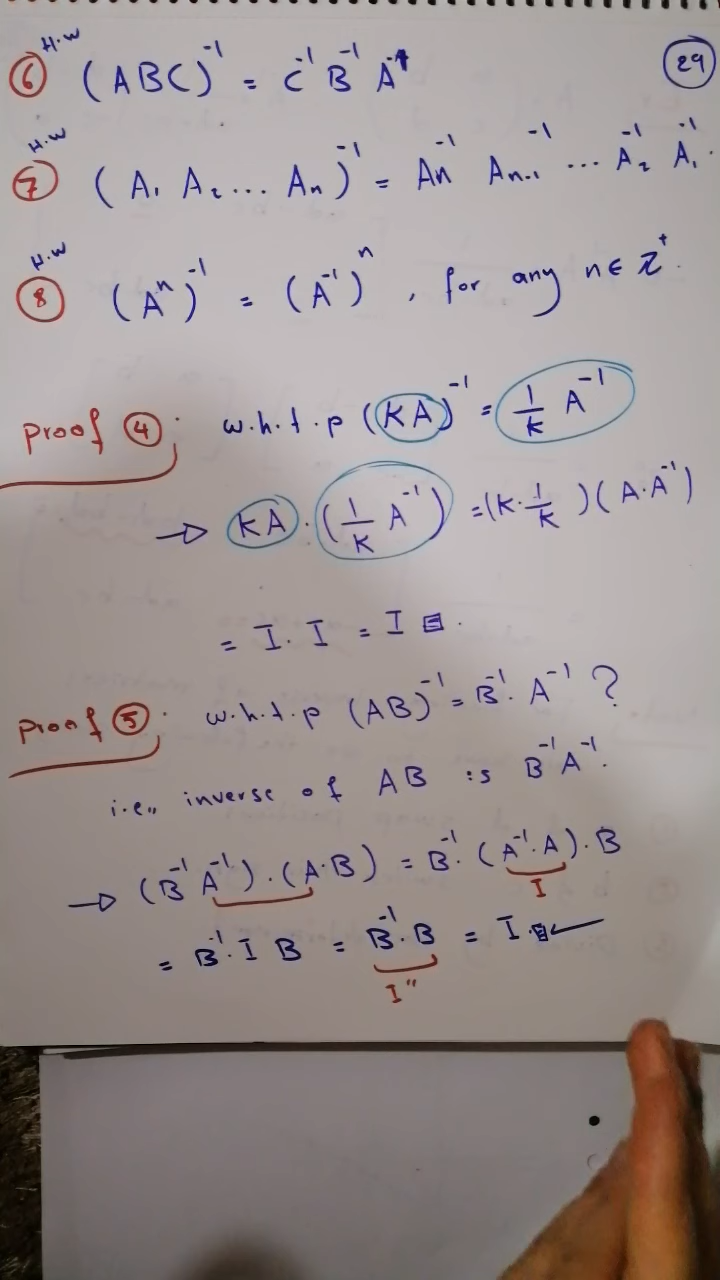 29
H.W
⑥ (ABC)⁻¹ = C⁻¹ B⁻¹ A⁻¹
H.W
⑦ (A₁ A₂ ... Aₙ)⁻¹ = Aₙ⁻¹ Aₙ₋₁⁻¹ ... A₂⁻¹ A₁⁻¹.
H.W
⑧ (Aⁿ)⁻¹ = (A⁻¹)ⁿ , for any n ∈ Z⁺.
Proof ④: w.h.t.p (KA)⁻¹ = 1/K A⁻¹
→ KA · (1/K A⁻¹) = (K · 1/K)(A · A⁻¹)
= I . I = I ▣.
Proof ⑤: w.h.t.p (AB)⁻¹ = B⁻¹. A⁻¹ ?
i.e., inverse of AB is B⁻¹ A⁻¹.
→ (B⁻¹ A⁻¹) . (A·B) = B⁻¹. (A⁻¹. A) . B
I
= B⁻¹. I B = B⁻¹. B = I. ▣
I"